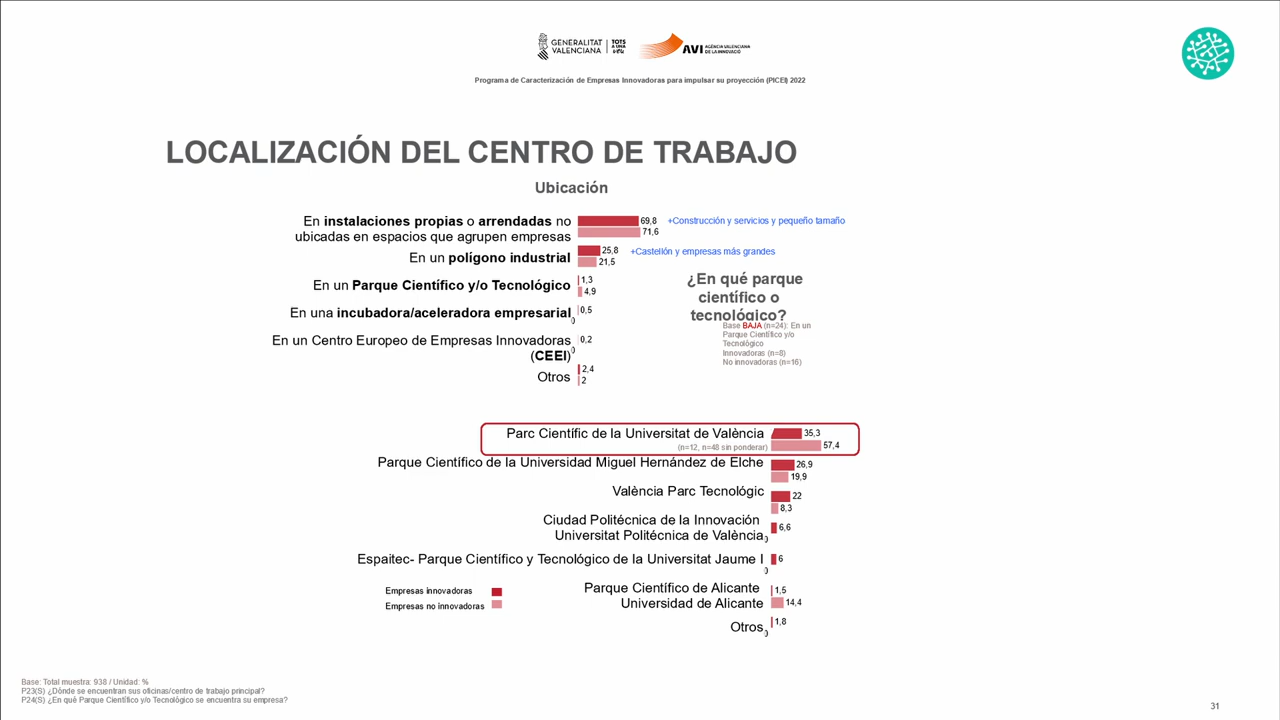 GENERALITAT VALENCIANA
TOTS A UNA veu
AVI AGÈNCIA VALENCIANA DE LA INNOVACIÓ
Programa de Caracterización de Empresas Innovadoras para impulsar su proyección (PICEI) 2022
LOCALIZACIÓN DEL CENTRO DE TRABAJO
Ubicación
En instalaciones propias o arrendadas no
ubicadas en espacios que agrupen empresas
69,8
71,6
+Construcción y servicios y pequeño tamaño
En un polígono industrial
25,8
21,5
+Castellón y empresas más grandes
En un Parque Científico y/o Tecnológico
1,3
4,9
En una incubadora/aceleradora empresarial
0,5
0
En un Centro Europeo de Empresas Innovadoras
(CEEI)
0,2
0
Otros
2,4
2
¿En qué parque
científico o
tecnológico?
Base BAJA (n=24): En un
Parque Científico y/o
Tecnológico
Innovadoras (n=8)
No innovadoras (n=16)
Parc Científic de la Universitat de València
(n=12, n=48 sin ponderar)
35,3
57,4
Parque Científico de la Universidad Miguel Hernández de Elche
26,9
19,9
València Parc Tecnológic
22
8,3
Ciudad Politécnica de la Innovación
Universitat Politécnica de València
6,6
0
Espaitec- Parque Científico y Tecnológico de la Universitat Jaume I
6
0
Parque Científico de Alicante
Universidad de Alicante
1,5
14,4
Otros
1,8
0
Empresas innovadoras
Empresas no innovadoras
Base: Total muestra: 938 / Unidad: %
P23(S) ¿Dónde se encuentran sus oficinas/centro de trabajo principal?
P24(S) ¿En qué Parque Científico y/o Tecnológico se encuentra su empresa?
31